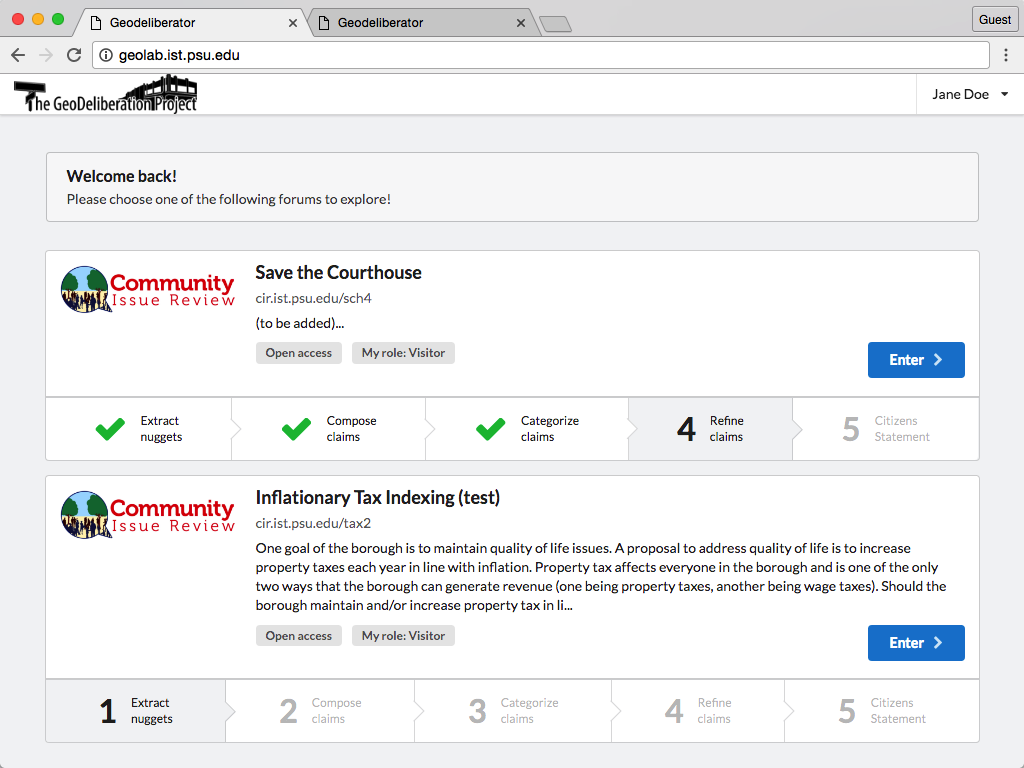 Geodeliberator
Geodeliberator
Guest
geolab.ist.psu.edu
The GeoDeliberation Project
Jane Doe
Welcome back!
Please choose one of the following forums to explore!
Community
Issue Review
Save the Courthouse
cir.ist.psu.edu/sch4
(to be added)...
Open access
My role: Visitor
Enter
Extract
nuggets
Compose
claims
Categorize
claims
4
Refine
claims
5
Citizens
Statement
Community
Issue Review
Inflationary Tax Indexing (test)
cir.ist.psu.edu/tax2
One goal of the borough is to maintain quality of life issues. A proposal to address quality of life is to increase
property taxes each year in line with inflation. Property tax affects everyone in the borough and is one of the only
two ways that the borough can generate revenue (one being property taxes, another being wage taxes). Should the
borough maintain and/or increase property tax in li...
Open access
My role: Visitor
Enter
1
Extract
nuggets
2
Compose
claims
3
Categorize
claims
4
Refine
claims
5
Citizens
Statement